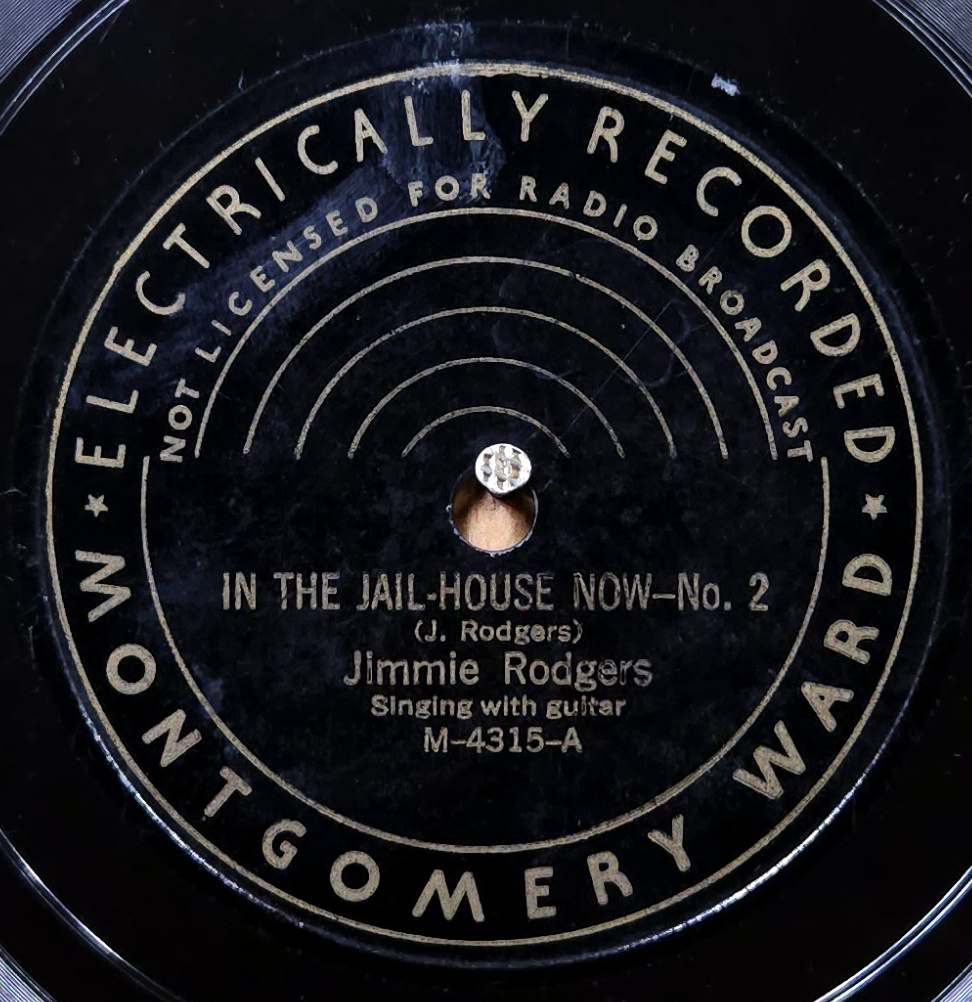 ELECTRICALLY RECORDED
NOT LICENSED FOR RADIO BROADCAST
IN THE JAIL-HOUSE NOW—No. 2
(J. Rodgers)
Jimmie Rodgers
Singing with guitar
M-4315-A
★ MONTGOMERY WARD ★